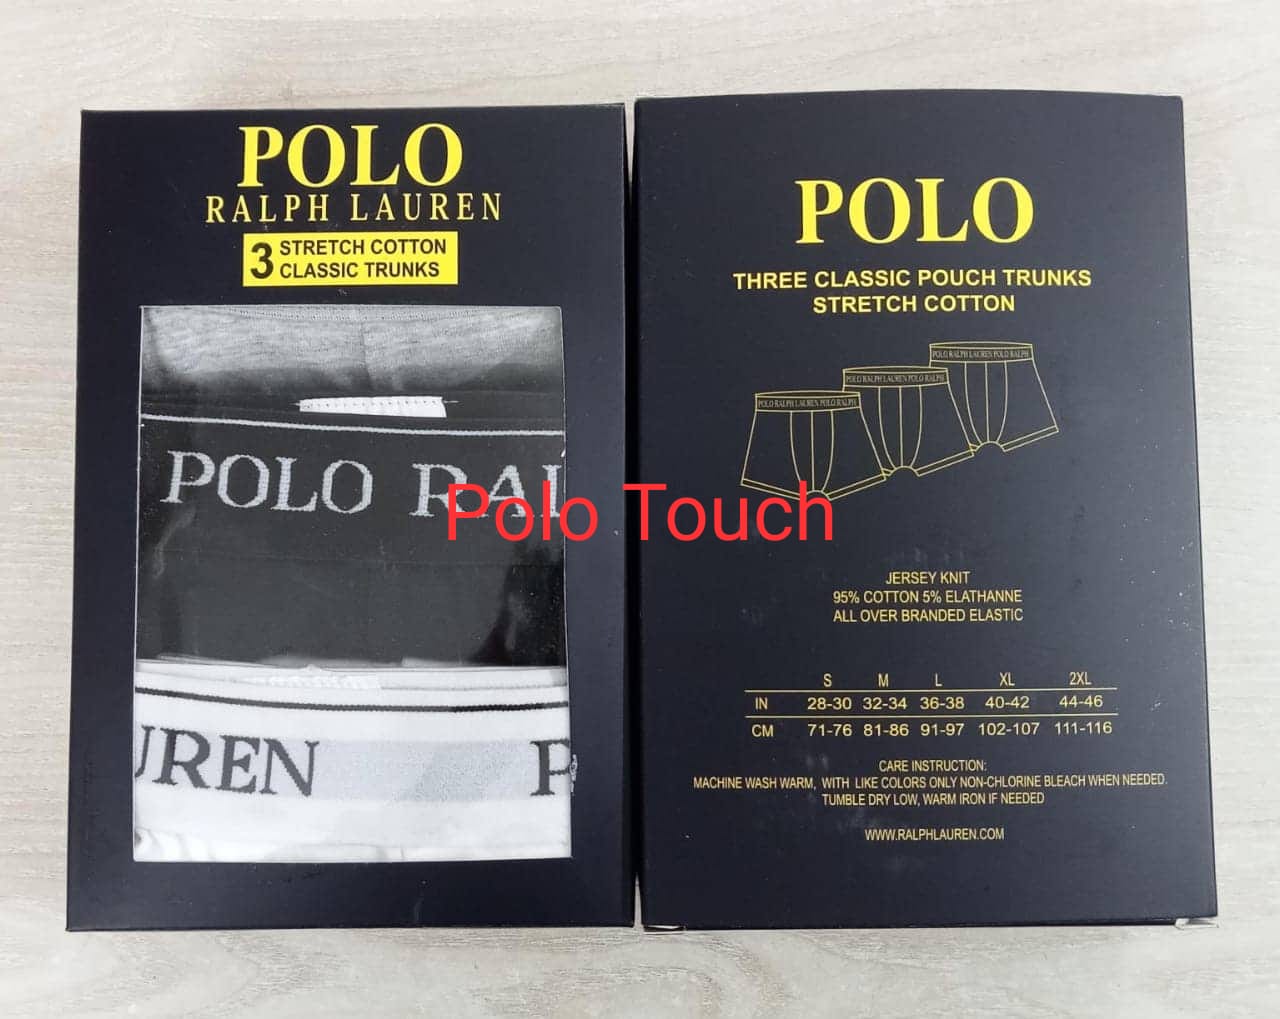 POLO
RALPH LAUREN
3 STRETCH COTTON
CLASSIC TRUNKS
POLO RAL
UREN P
Polo Touch
POLO
THREE CLASSIC POUCH TRUNKS
STRETCH COTTON
POLO RALPH LAUREN POLO RALPH
POLO RALPH LAUREN POLO RALPH
POLO RALPH LAUREN POLO RALPH
JERSEY KNIT
95% COTTON 5% ELATHANNE
ALL OVER BRANDED ELASTIC
S M L XL 2XL
IN 28-30 32-34 36-38 40-42 44-46
CM 71-76 81-86 91-97 102-107 111-116
CARE INSTRUCTION:
MACHINE WASH WARM, WITH LIKE COLORS ONLY NON-CHLORINE BLEACH WHEN NEEDED.
TUMBLE DRY LOW, WARM IRON IF NEEDED
WWW.RALPHLAUREN.COM